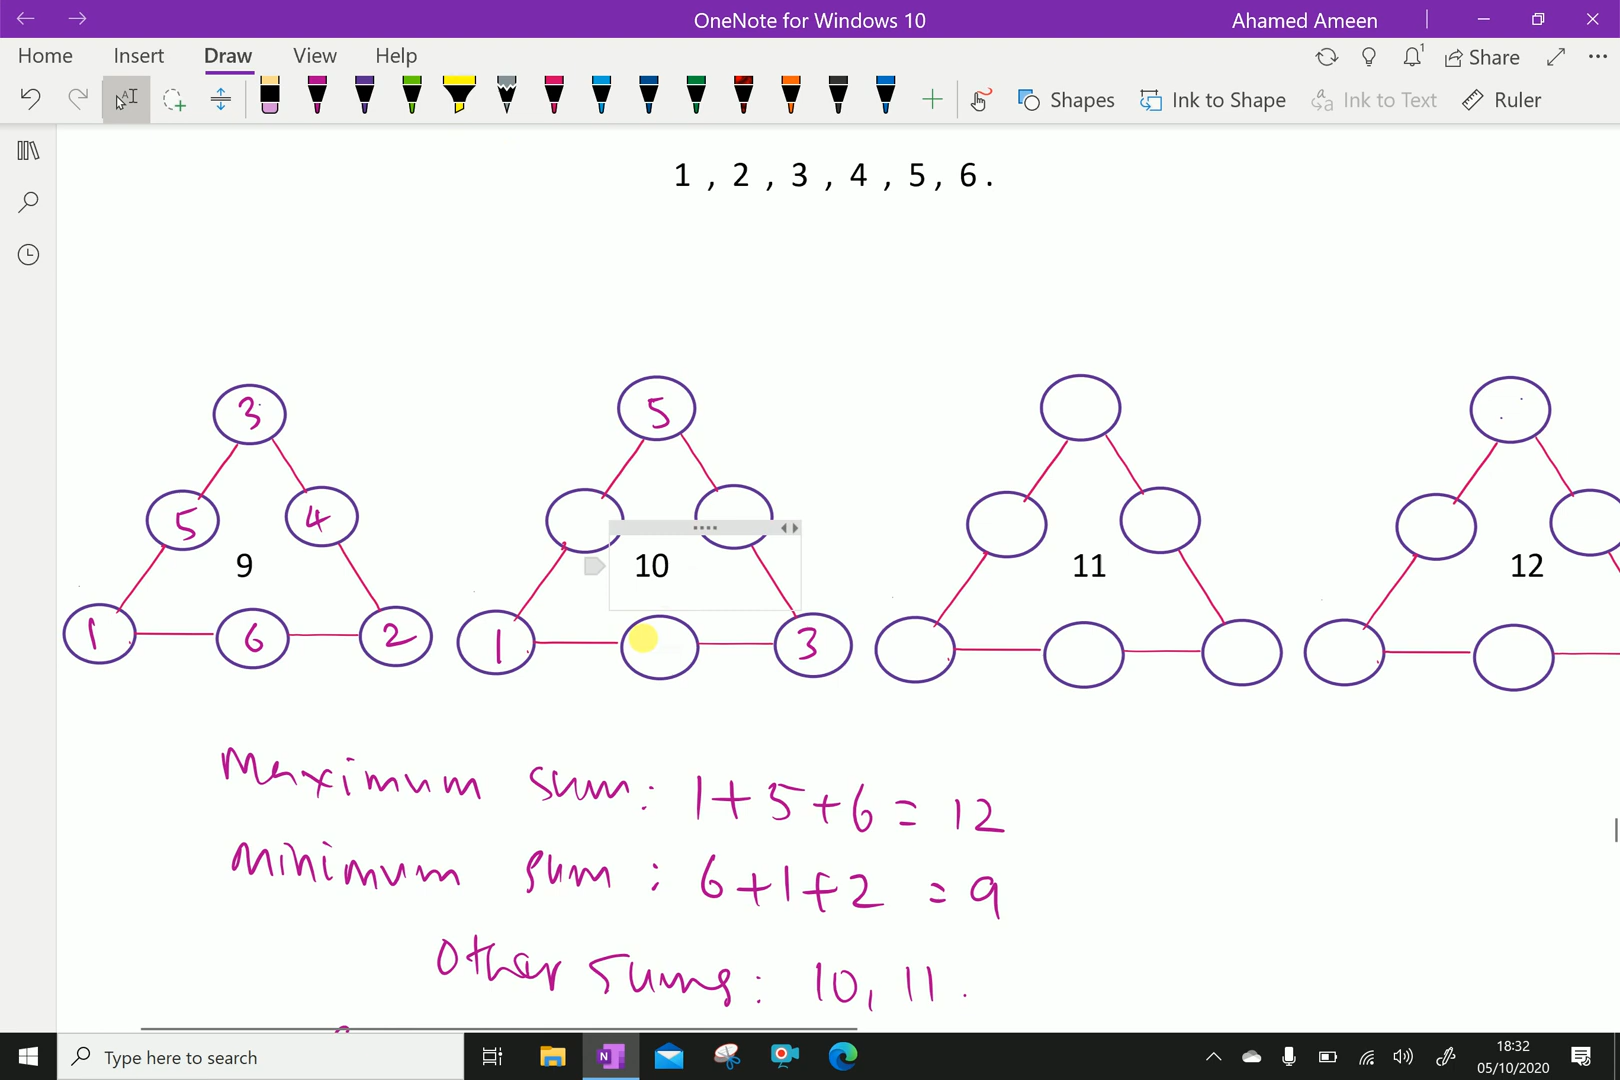 OneNote for Windows 10
Ahamed Ameen
Home Insert Draw View Help
1
Share
Shapes
Ink to Shape
Ink to Text
Ruler
1 , 2 , 3 , 4 , 5 , 6 .
3
5
5
4
9
10
11
12
1
6
2
1
3
Maximum sum: 1+5+6 = 12
Minimum sum : 6+1+2 = 9
Other sums: 10, 11.
Type here to search
18:32
05/10/2020